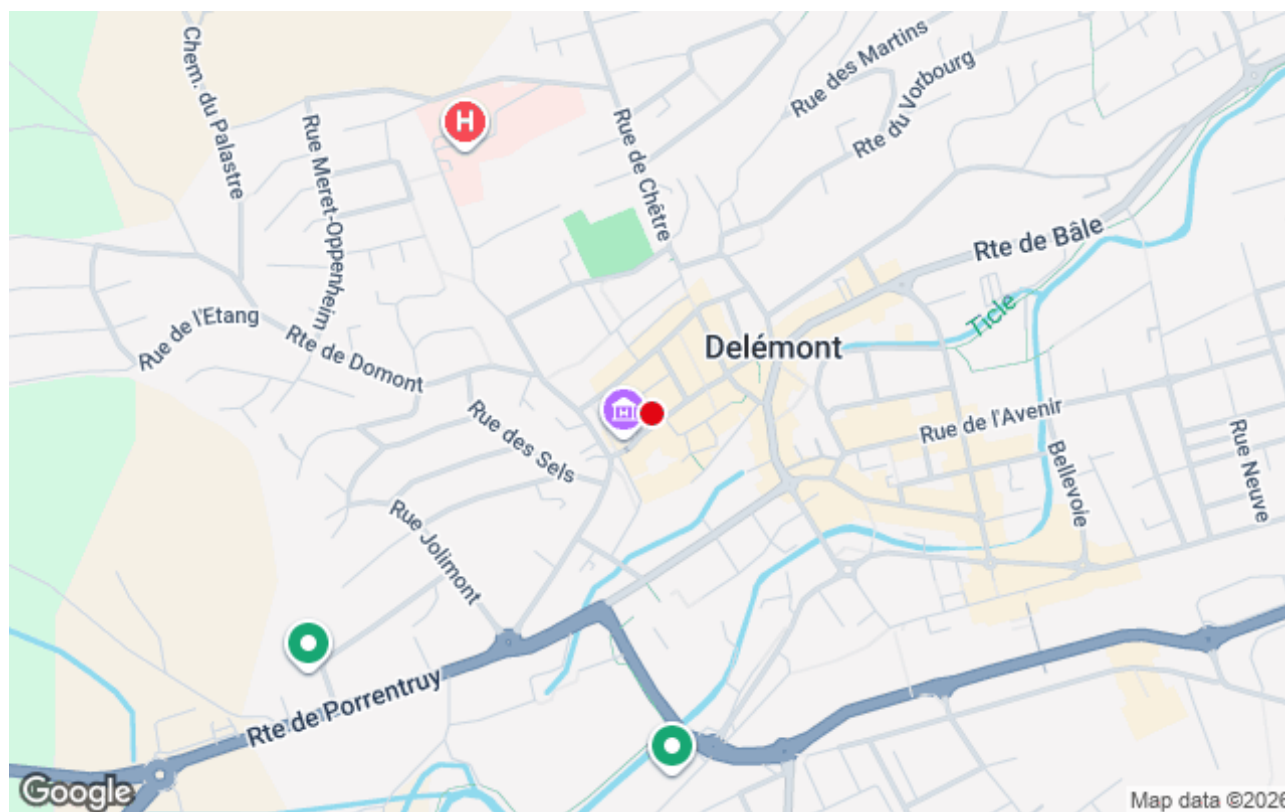 Chem. du Palastre
Rue Meret-Oppenheim
H
Rue de Chêtre
Rue des Martins
Rte du Vorbourg
Rte de Bâle
Ticle
Delémont
Rue de l'Etang
Rte de Domont
Rue des Sels
Rue de l'Avenir
Bellevoie
Rue Neuve
Rue Jolimont
Rte de Porrentruy
Google
Map data ©202